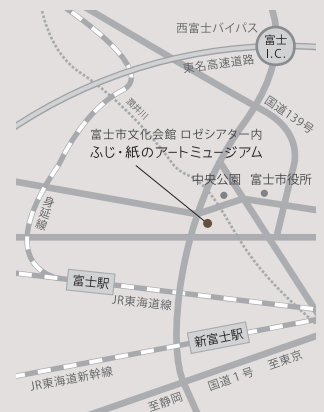 西富士バイパス
富士
I.C.
東名高速道路
国道139号
潤井川
富士市文化会館 ロゼシアター内
ふじ・紙のアートミュージアム
中央公園
富士市役所
身延線
富士駅
JR東海道線
新富士駅
JR東海道新幹線
至静岡
国道1号
至東京